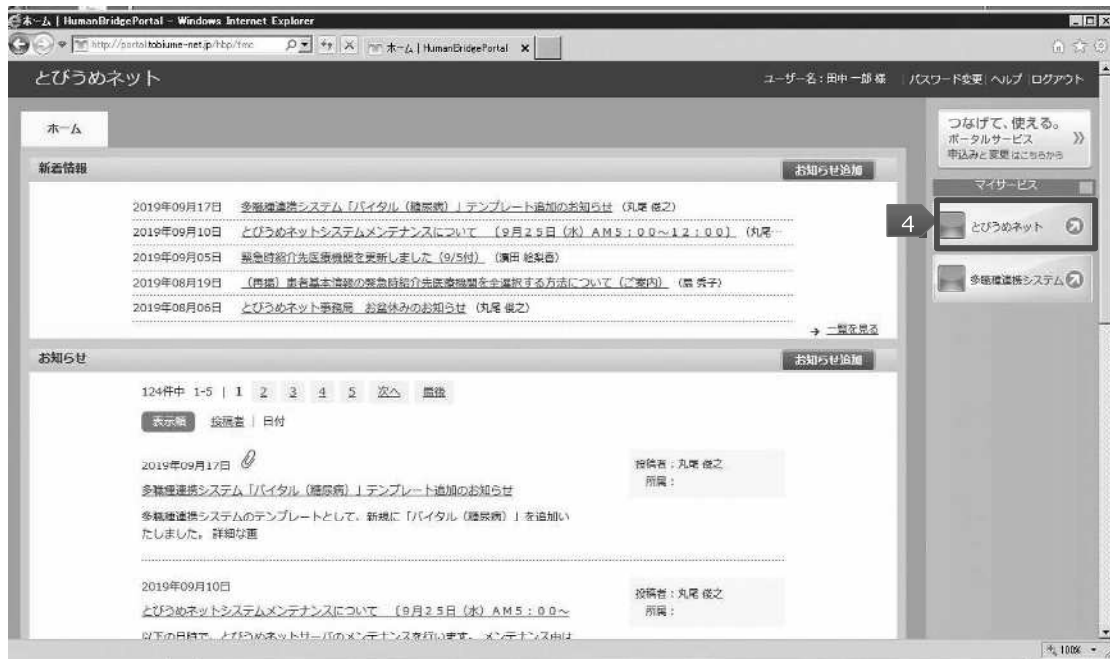 ホーム | HumanBridgePortal - Windows Internet Explorer
http://portal.tobiume-net.jp/hbp/tmc
ホーム | HumanBridgePortal
とびうめネット
ユーザー名：田中 一郎 様 | パスワード変更 | ヘルプ | ログアウト
ホーム
新着情報
お知らせ追加
2019年09月17日 多職種連携システム「バイタル（糖尿病）」テンプレート追加のお知らせ （丸尾 俊之）
2019年09月10日 とびうめネットシステムメンテナンスについて 〔9月25日（水）AM5：00～12：00〕 （丸尾…
2019年09月05日 緊急時紹介先医療機関を更新しました（9/5付） （濱田 絵梨香）
2019年08月19日 （再掲）患者基本情報の緊急時紹介先医療機関を全選択する方法について（ご案内） （島 秀子）
2019年08月06日 とびうめネット事務局 お盆休みのお知らせ （丸尾 俊之）
→ 一覧を見る
お知らせ
お知らせ追加
124件中 1-5 | 1 2 3 4 5 次へ 最後
表示順 投稿者 | 日付
2019年09月17日
多職種連携システム「バイタル（糖尿病）」テンプレート追加のお知らせ
多職種連携システムのテンプレートとして、新規に「バイタル（糖尿病）」を追加い
たしました。 詳細な画
投稿者：丸尾 俊之
所属：
2019年09月10日
とびうめネットシステムメンテナンスについて 〔9月25日（水）AM5：00～
以下の日時で、とびうめネットサーバのメンテナンスを行います。 メンテナンス中は
投稿者：丸尾 俊之
所属：
つなげて、使える。
ポータルサービス
申込みと変更はこちらから
マイサービス
4
とびうめネット
多職種連携システム
100%